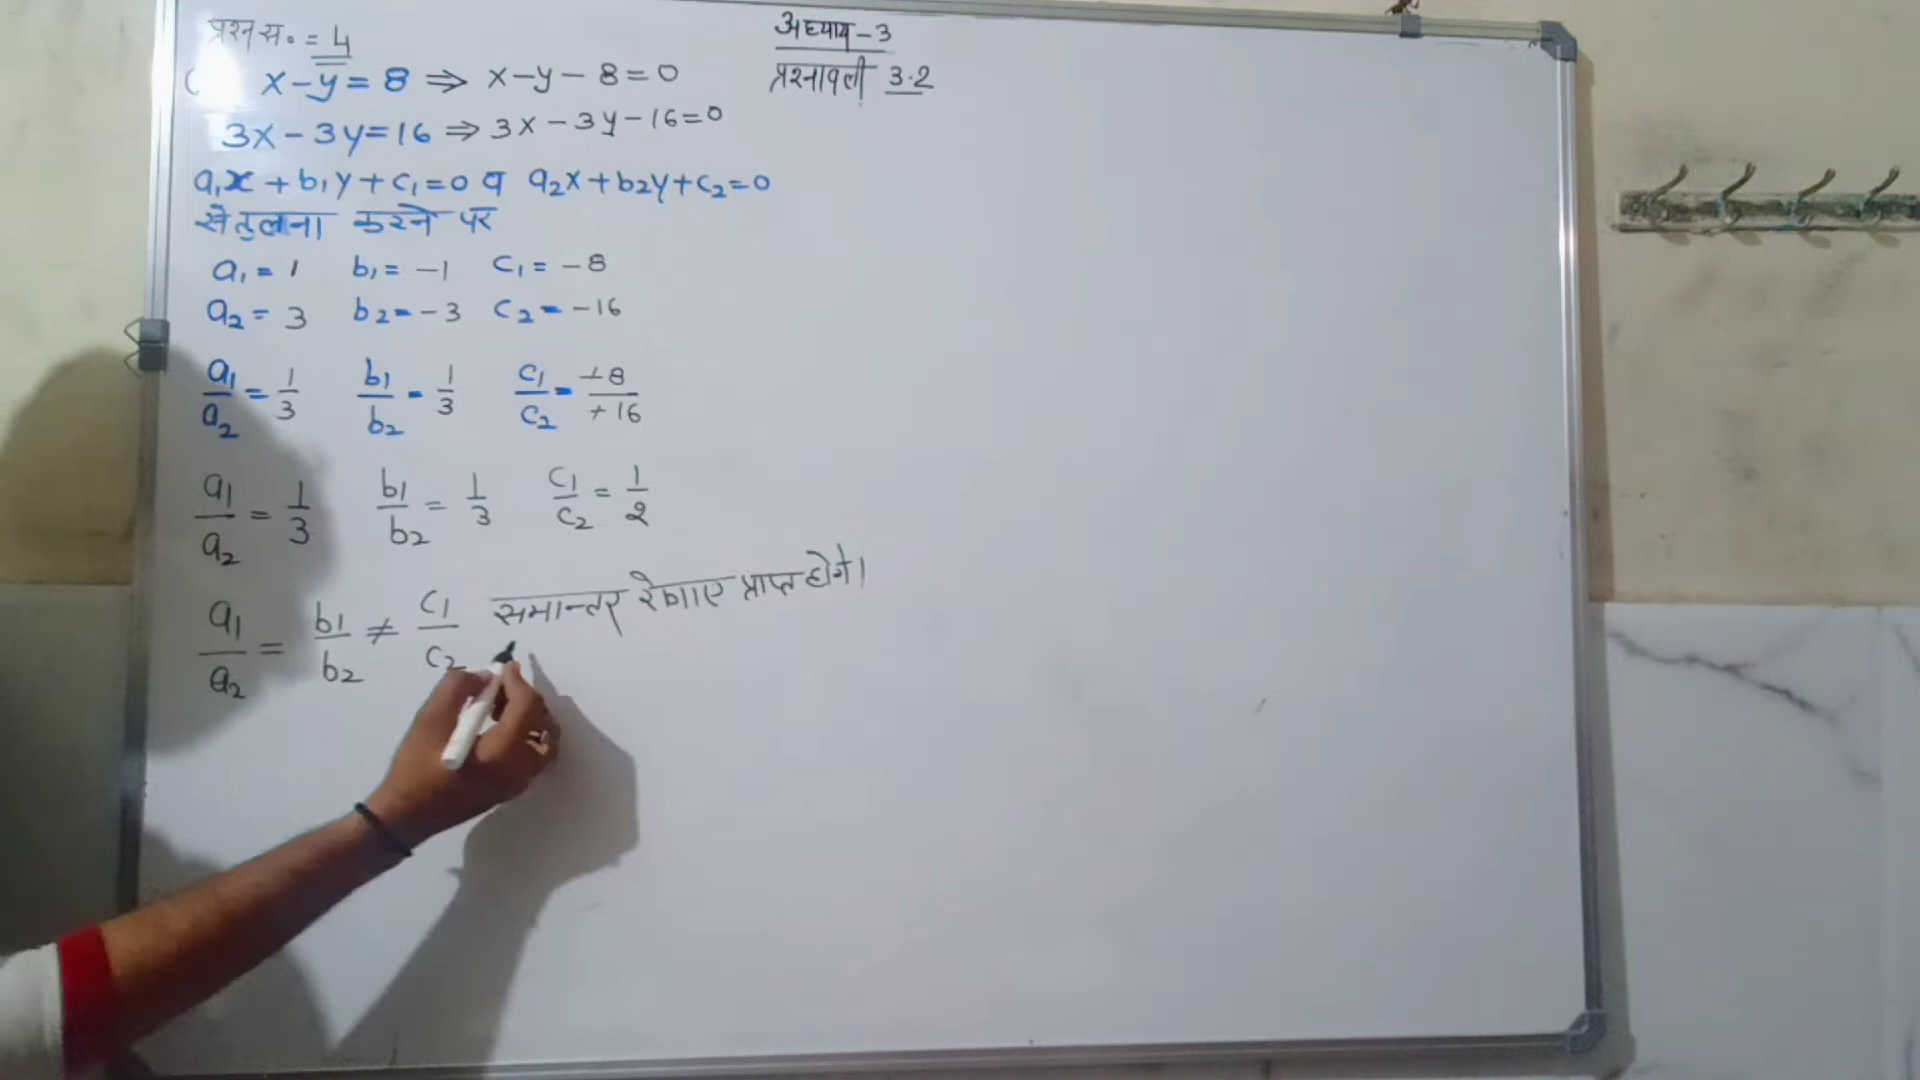 अध्याय-3
प्रश्नावली 3.2
प्रश्न स० = 4
( x-y=8 ⇒ x-y-8=0
3x-3y=16 ⇒ 3x-3y-16=0
a₁x+b₁y+c₁=0 व a₂x+b₂y+c₂=0
से तुलना करने पर
a₁=1 b₁=-1 c₁=-8
a₂=3 b₂=-3 c₂=-16
a₁/a₂=1/3 b₁/b₂=1/3 c₁/c₂=+8/+16
a₁/a₂=1/3 b₁/b₂=1/3 c₁/c₂=1/2
a₁/a₂=b₁/b₂≠c₁/c₂ समान्तर रेखाए प्राप्त होगे।